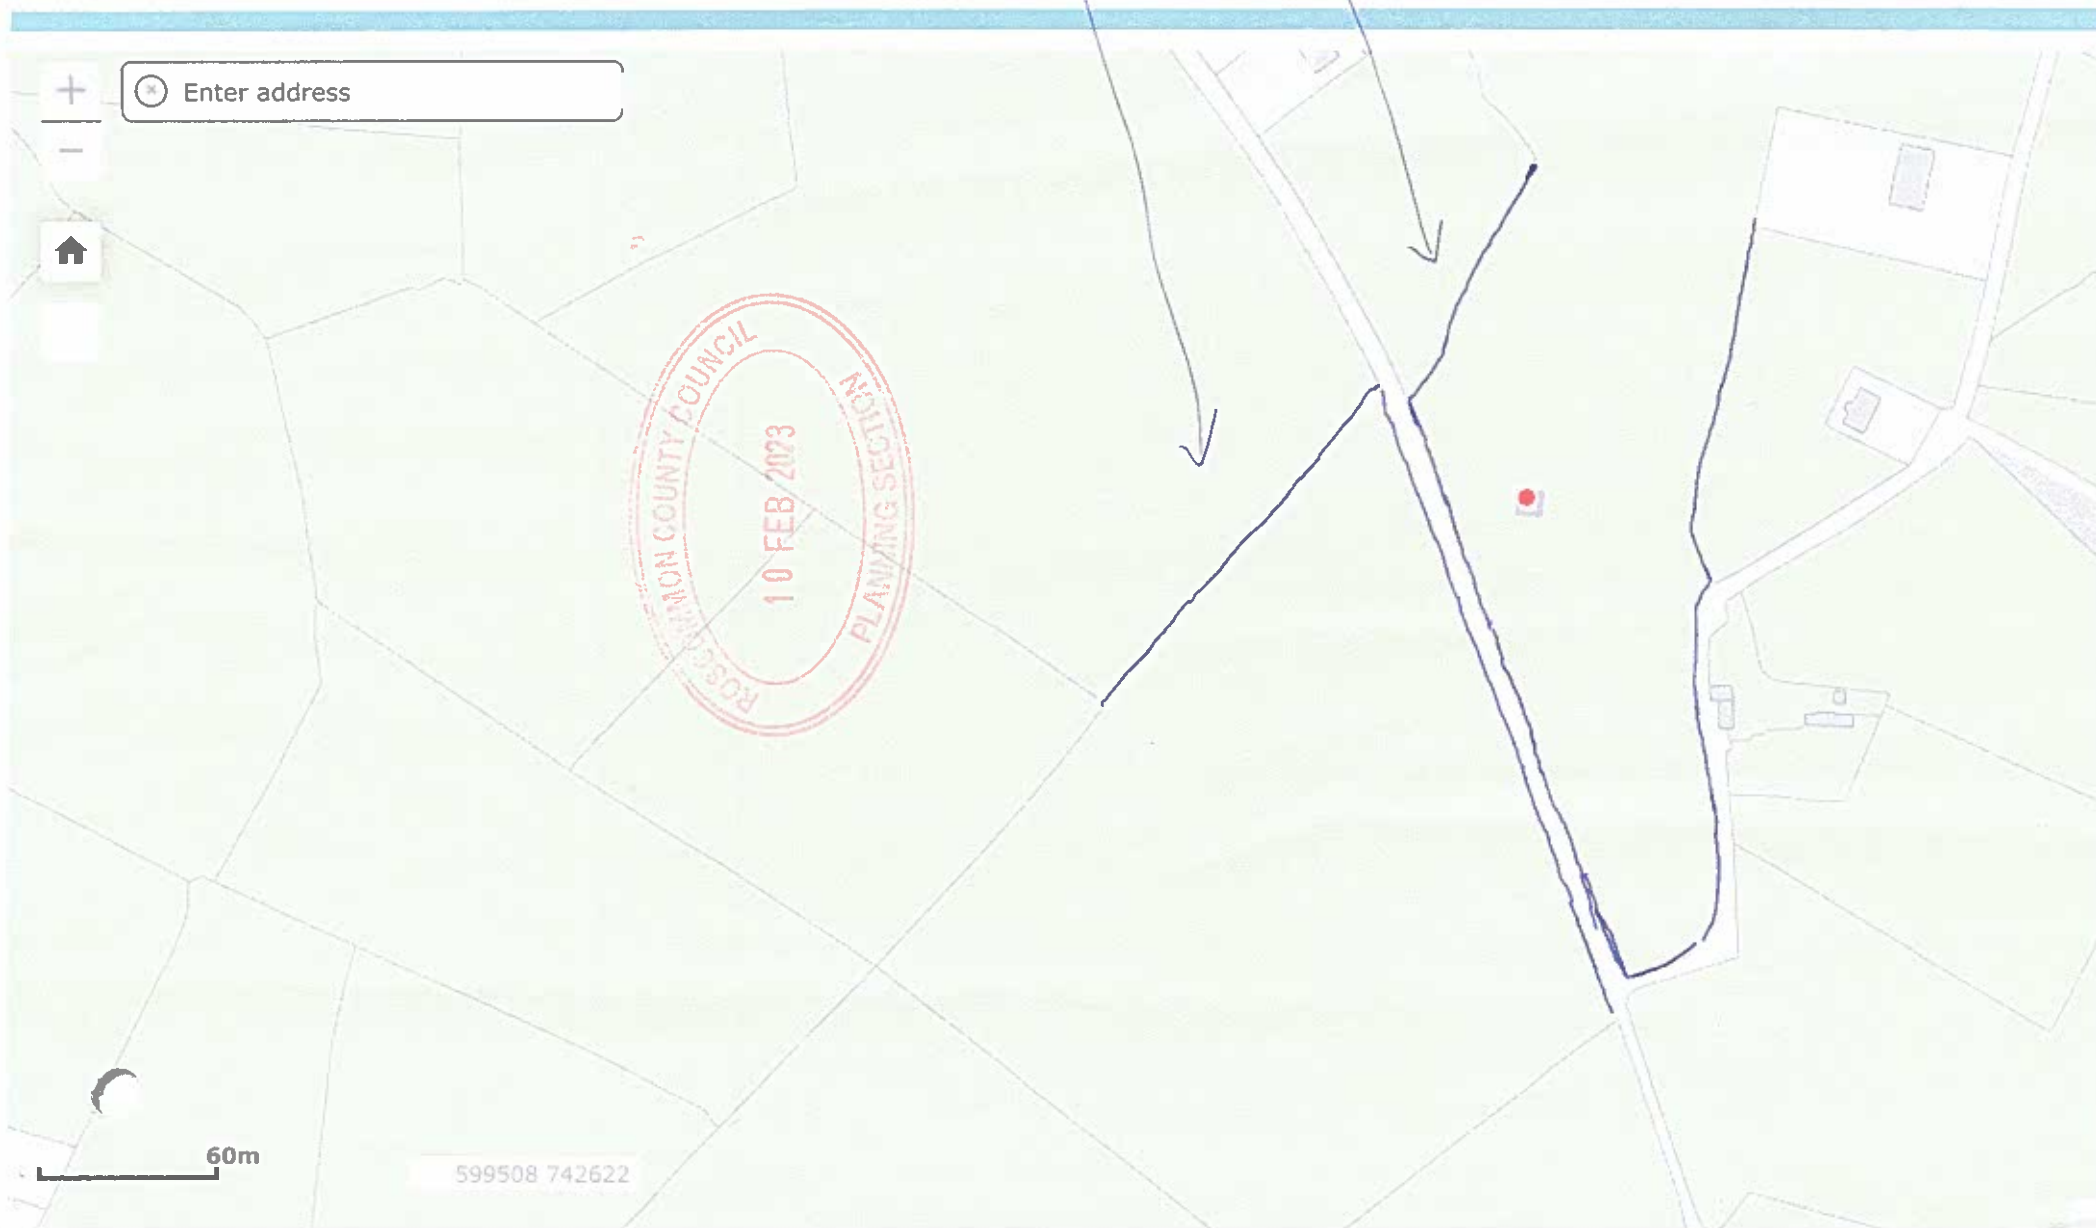 Enter address
ROSCOMMON COUNTY COUNCIL
10 FEB 2023
PLANNING SECTION
60m
599508 742622